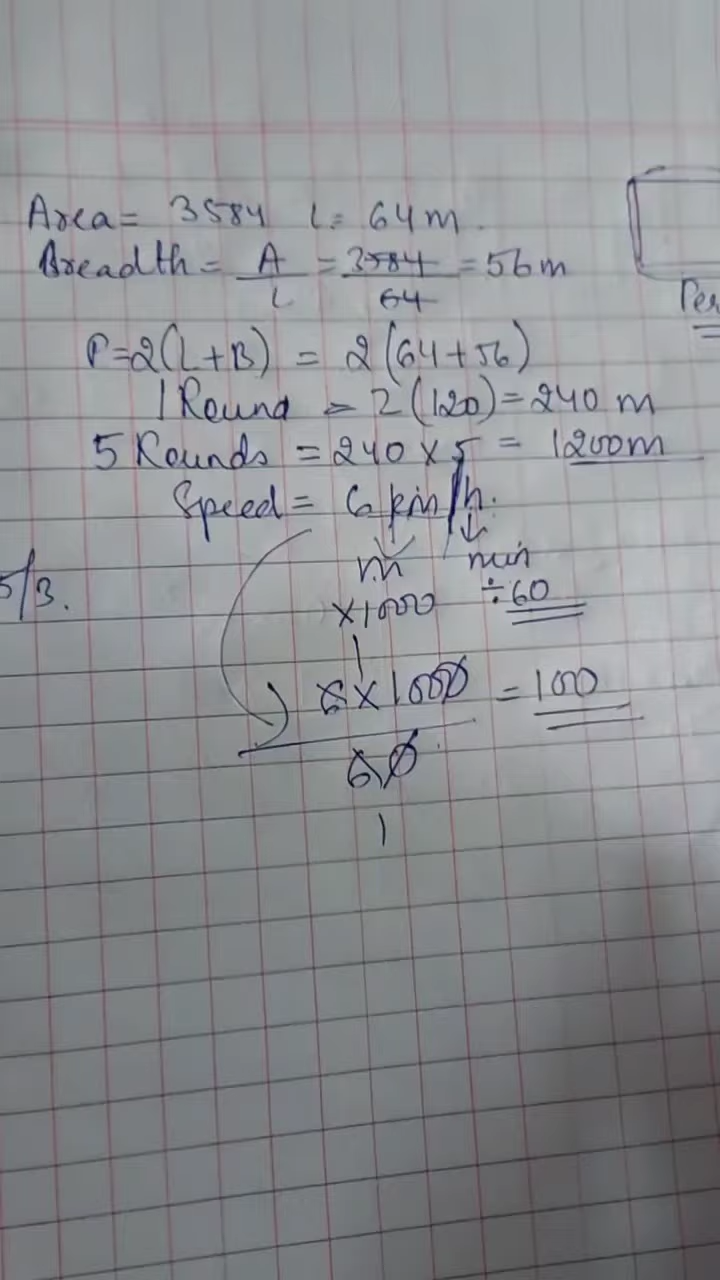 Area = 3584 L = 64 m.
Breadth = A/L = 3584/64 = 56 m
Per
P = 2(L+B) = 2(64+56)
1 Round = 2(120) = 240 m
5 Rounds = 240 × 5 = 1200m
Speed = 6 km/h.
m min
5/3.
×1000 ÷60
1
6×1000 = 100
60
1